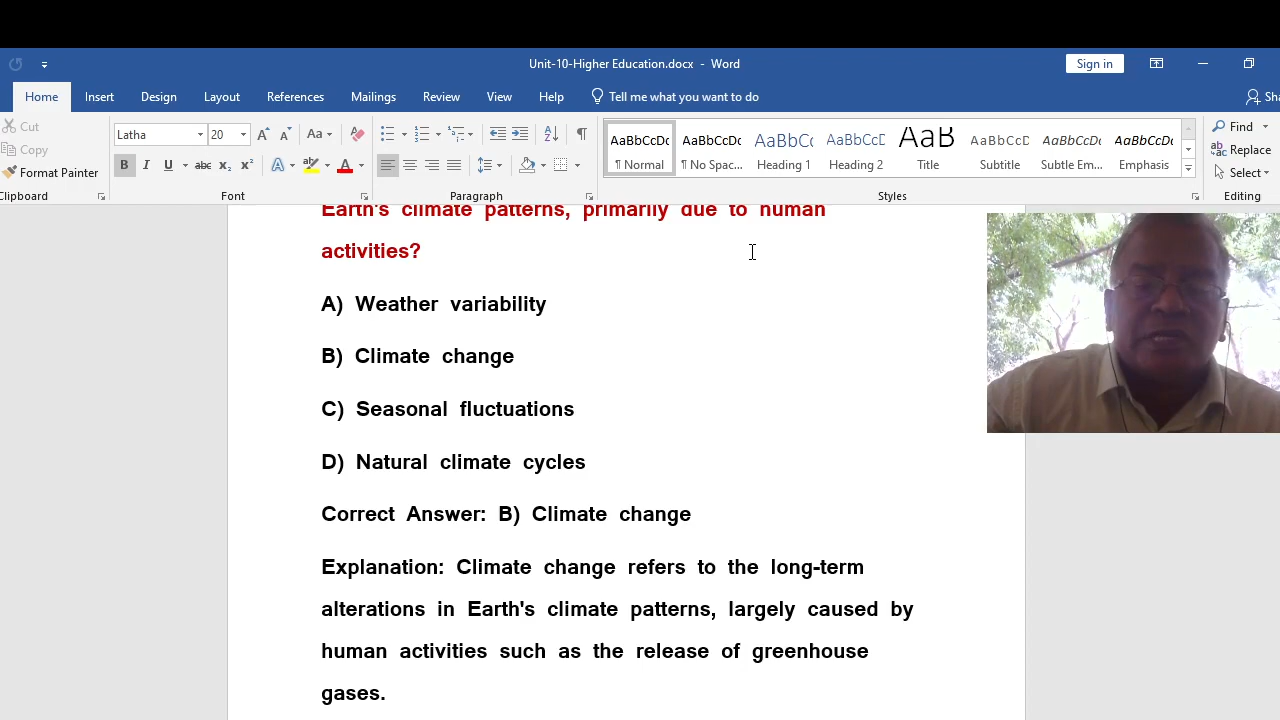 Unit-10-Higher Education.docx - Word
Sign in
Home Insert Design Layout References Mailings Review View Help Tell me what you want to do
Cut
Copy
Format Painter
Latha 20 Aa
B I U abc x₂ x² A A
AaBbCcDc AaBbCcDc AaBbC AaBbCcD AaB AaBbCcD AaBbCcDc AaBbCcDc
¶ Normal ¶ No Spac... Heading 1 Heading 2 Title Subtitle Subtle Em... Emphasis
Find
Replace
Select
Font Paragraph Styles Editing
Earth's climate patterns, primarily due to human
activities?
A) Weather variability
B) Climate change
C) Seasonal fluctuations
D) Natural climate cycles
Correct Answer: B) Climate change
Explanation: Climate change refers to the long-term
alterations in Earth's climate patterns, largely caused by
human activities such as the release of greenhouse
gases.